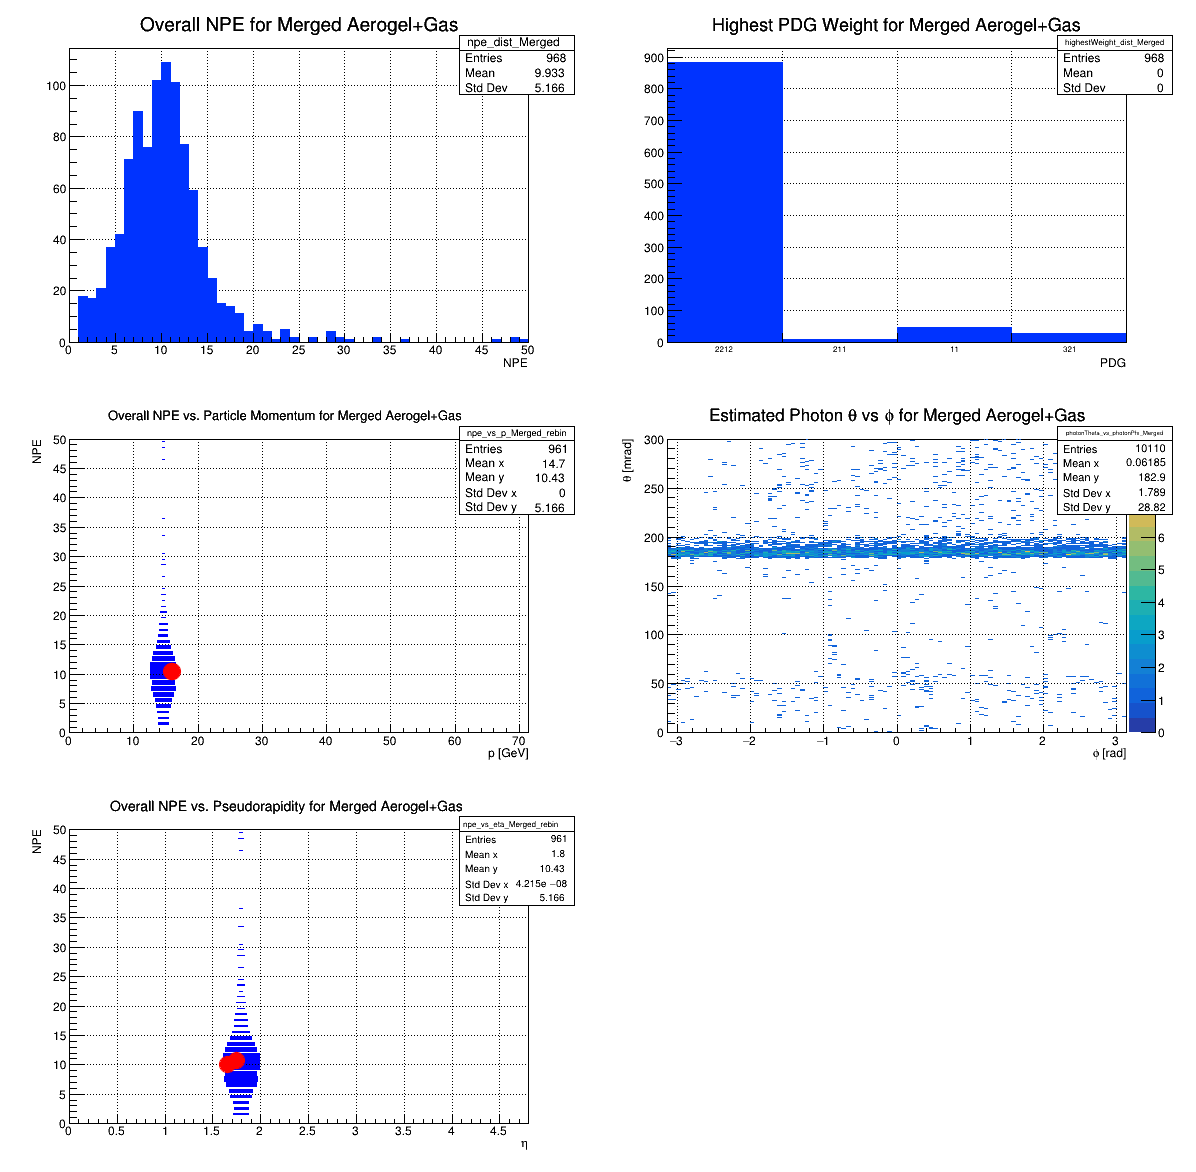 Overall NPE for Merged Aerogel+Gas
npe_dist_Merged
Entries 968
Mean 9.933
Std Dev 5.166
100
80
60
40
20
0
0 5 10 15 20 25 30 35 40 45 50
NPE
Highest PDG Weight for Merged Aerogel+Gas
highestWeight_dist_Merged
Entries 968
Mean 0
Std Dev 0
900
800
700
600
500
400
300
200
100
0
2212 211 11 321
PDG
Overall NPE vs. Particle Momentum for Merged Aerogel+Gas
npe_vs_p_Merged_rebin
Entries 961
Mean x 14.7
Mean y 10.43
Std Dev x 0
Std Dev y 5.166
NPE
50
45
40
35
30
25
20
15
10
5
0
0 10 20 30 40 50 60 70
p [GeV]
Estimated Photon θ vs ϕ for Merged Aerogel+Gas
photonTheta_vs_photonPhi_Merged
Entries 10110
Mean x 0.06185
Mean y 182.9
Std Dev x 1.789
Std Dev y 28.82
θ [mrad]
300
250
200
150
100
50
0
−3 −2 −1 0 1 2 3
ϕ [rad]
6
5
4
3
2
1
0
Overall NPE vs. Pseudorapidity for Merged Aerogel+Gas
npe_vs_eta_Merged_rebin
Entries 961
Mean x 1.8
Mean y 10.43
Std Dev x 4.215e −08
Std Dev y 5.166
NPE
50
45
40
35
30
25
20
15
10
5
0
0 0.5 1 1.5 2 2.5 3 3.5 4 4.5
η